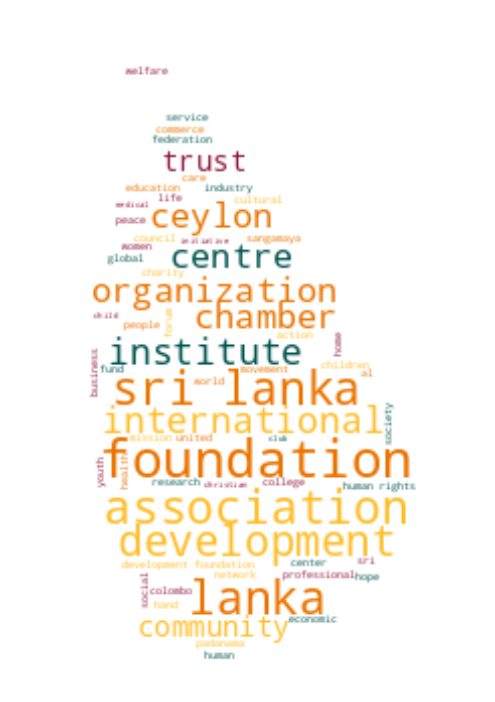 welfare
service
commerce
federation
trust
care
education industry
life cultural
medical
peace ceylon
council initiative sangamaya
women
global centre
charity
organization
child chamber
people forum
action
home
institute
business fund movement children
world al
sri lanka
international society
mission united club
foundation
youth health
research christian college human rights
association
development
development foundation center sri
network professional hope
social colombo lanka
hand
community economic
padanama
human